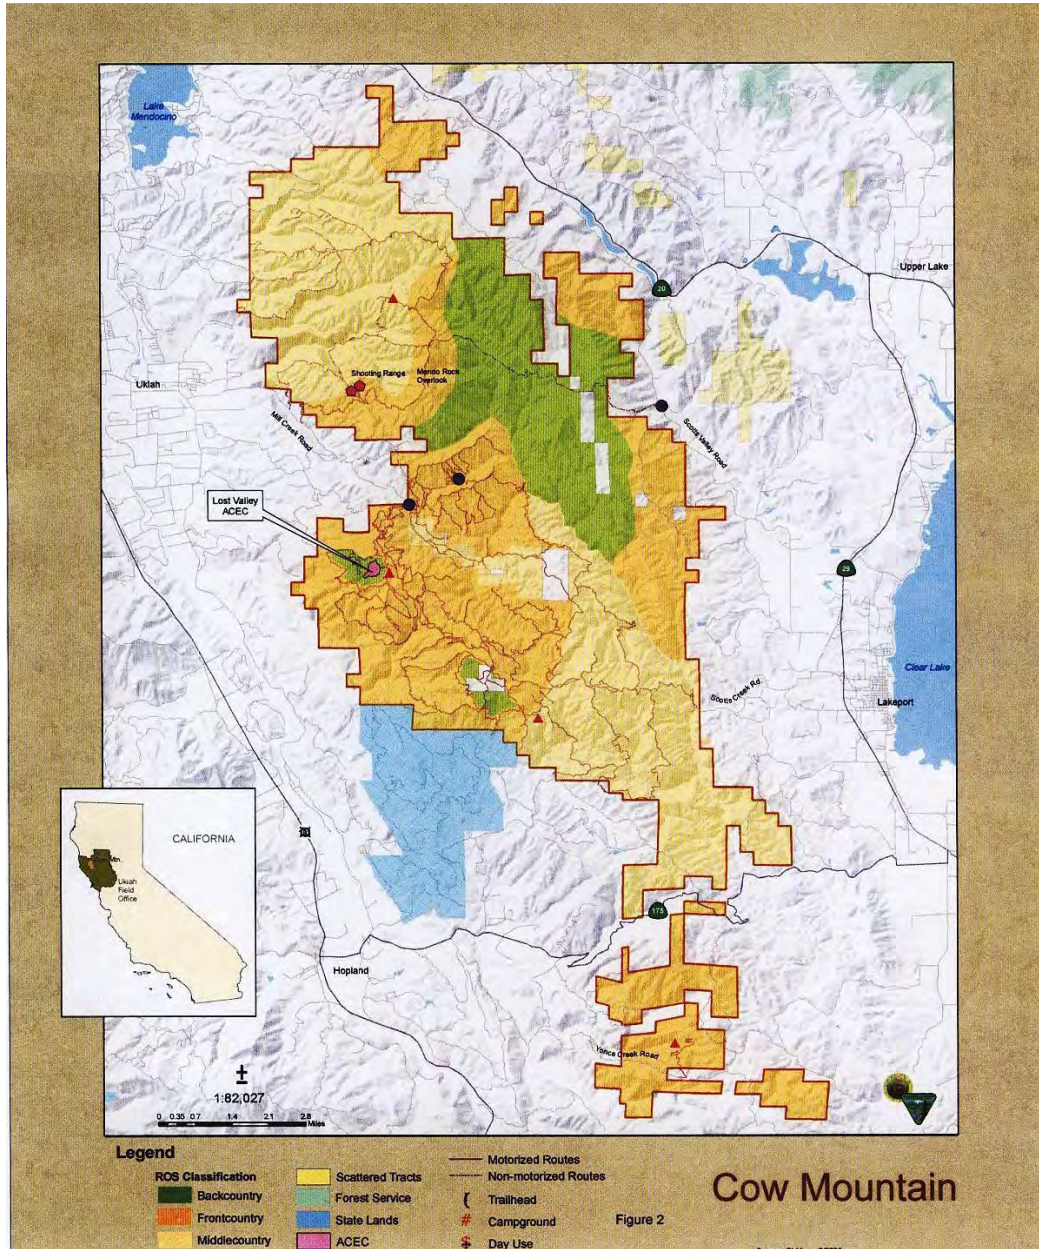 Lake
Mendocino
Upper Lake
20
Shooting Range
Mendo Rock
Overlook
Ukiah
Mill Creek Road
Scotts Valley Road
Lost Valley
ACEC
29
Clear Lake
Scotts Creek Rd.
Lakeport
CALIFORNIA
Ukiah
Field
Office
175
Hopland
Yonce Creek Road
1:82,027
0 0.35 0.7 1.4 2.1 2.8
Miles
Legend
ROS Classification
Backcountry
Frontcountry
Middlecountry
Scattered Tracts
Forest Service
State Lands
ACEC
Motorized Routes
Non-motorized Routes
Trailhead
Campground
Day Use
Figure 2
Cow Mountain